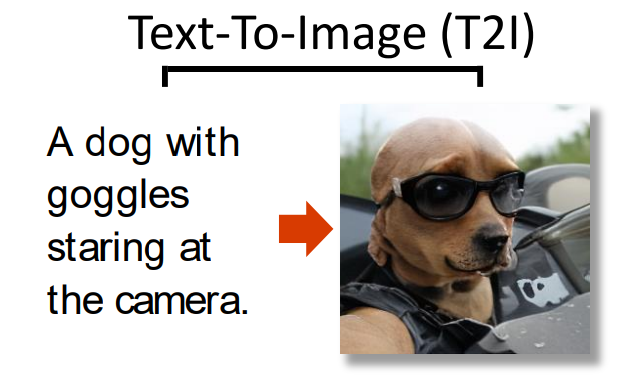 Text-To-Image (T2I)
A dog with
goggles
staring at
the camera.